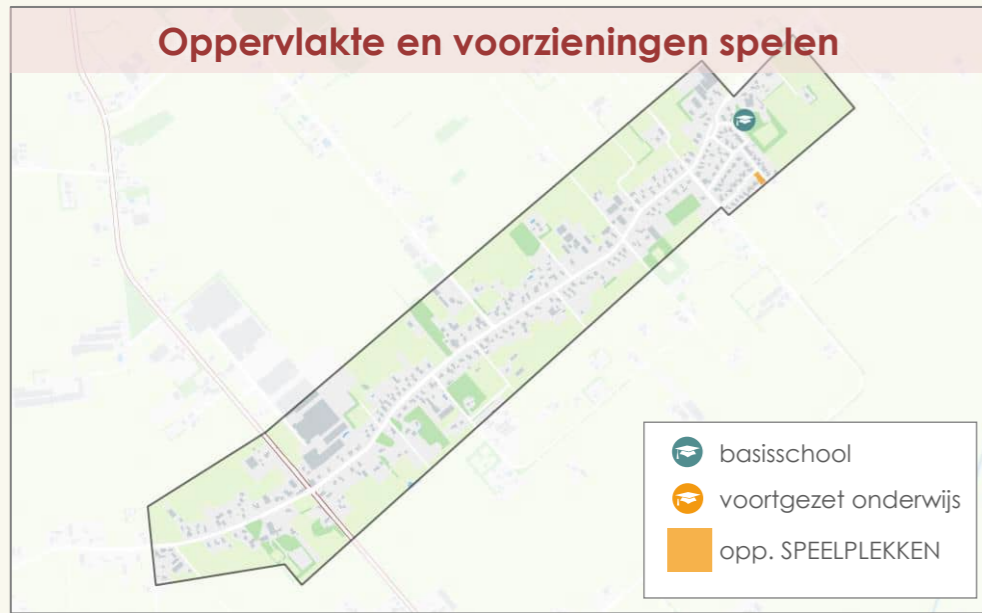 Oppervlakte en voorzieningen spelen
basisschool
voortgezet onderwijs
opp. SPEELPLEKKEN